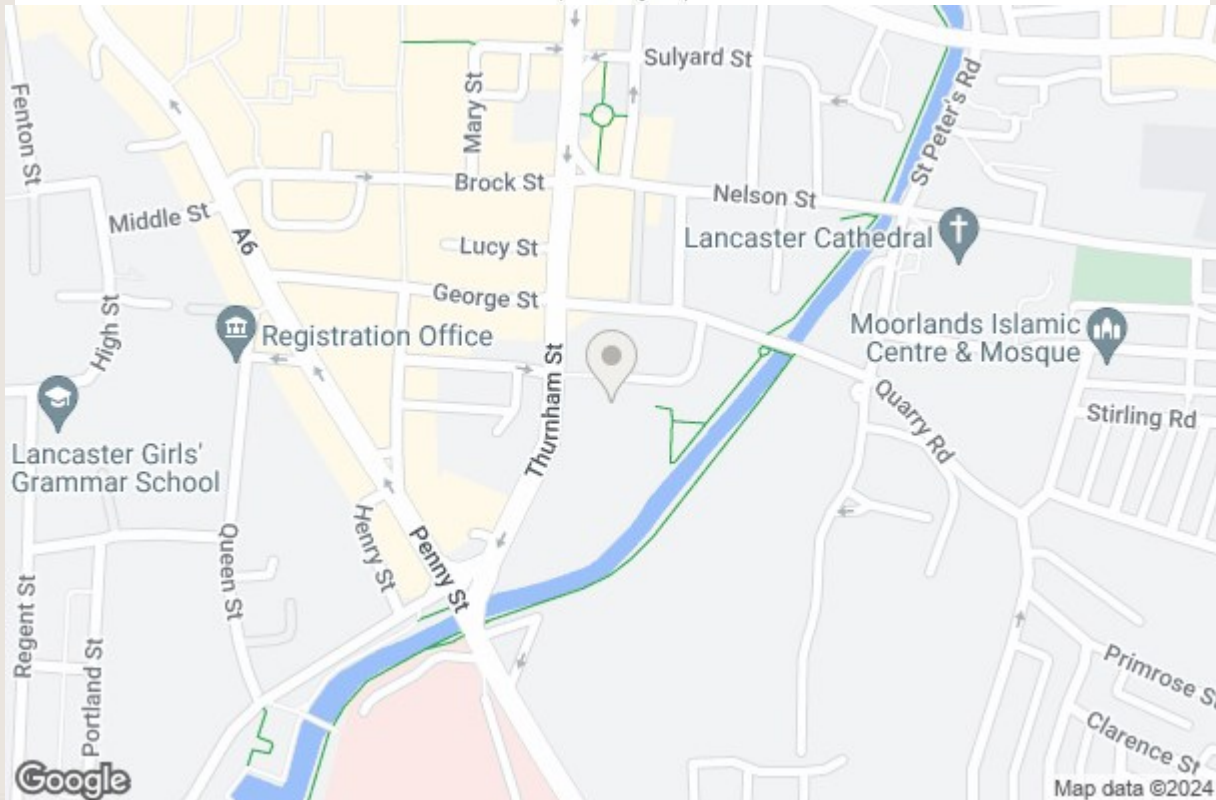 Sulyard St
Fenton St
Mary St
St Peter's Rd
Brock St
Nelson St
Middle St
A6
Lucy St
Lancaster Cathedral
George St
High St
Registration Office
Moorlands Islamic
Centre & Mosque
Thurnham St
Quarry Rd
Stirling Rd
Lancaster Girls'
Grammar School
Queen St
Henry St
Penny St
Regent St
Portland St
Primrose St
Clarence St
Google
Map data ©2024